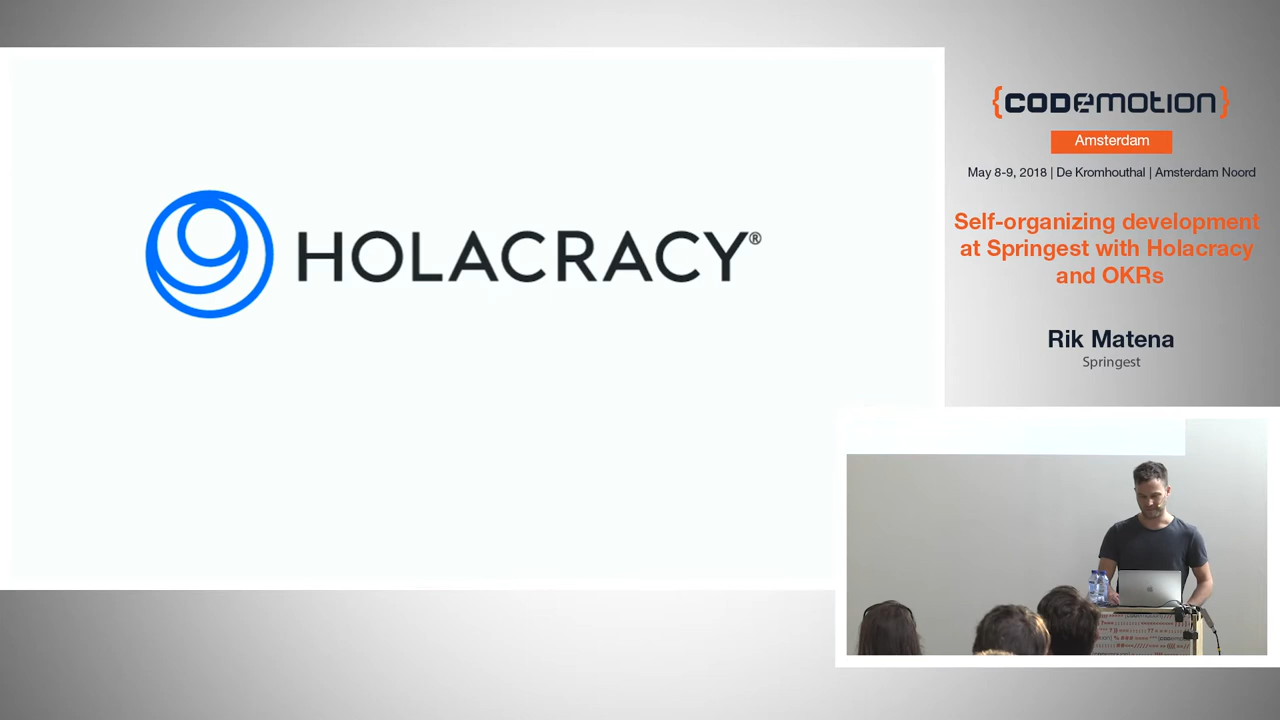 HOLACRACY®
{CODEMOTION}
Amsterdam
May 8-9, 2018 | De Kromhouthal | Amsterdam Noord
Self-organizing development
at Springest with Holacracy
and OKRs
Rik Matena
Springest